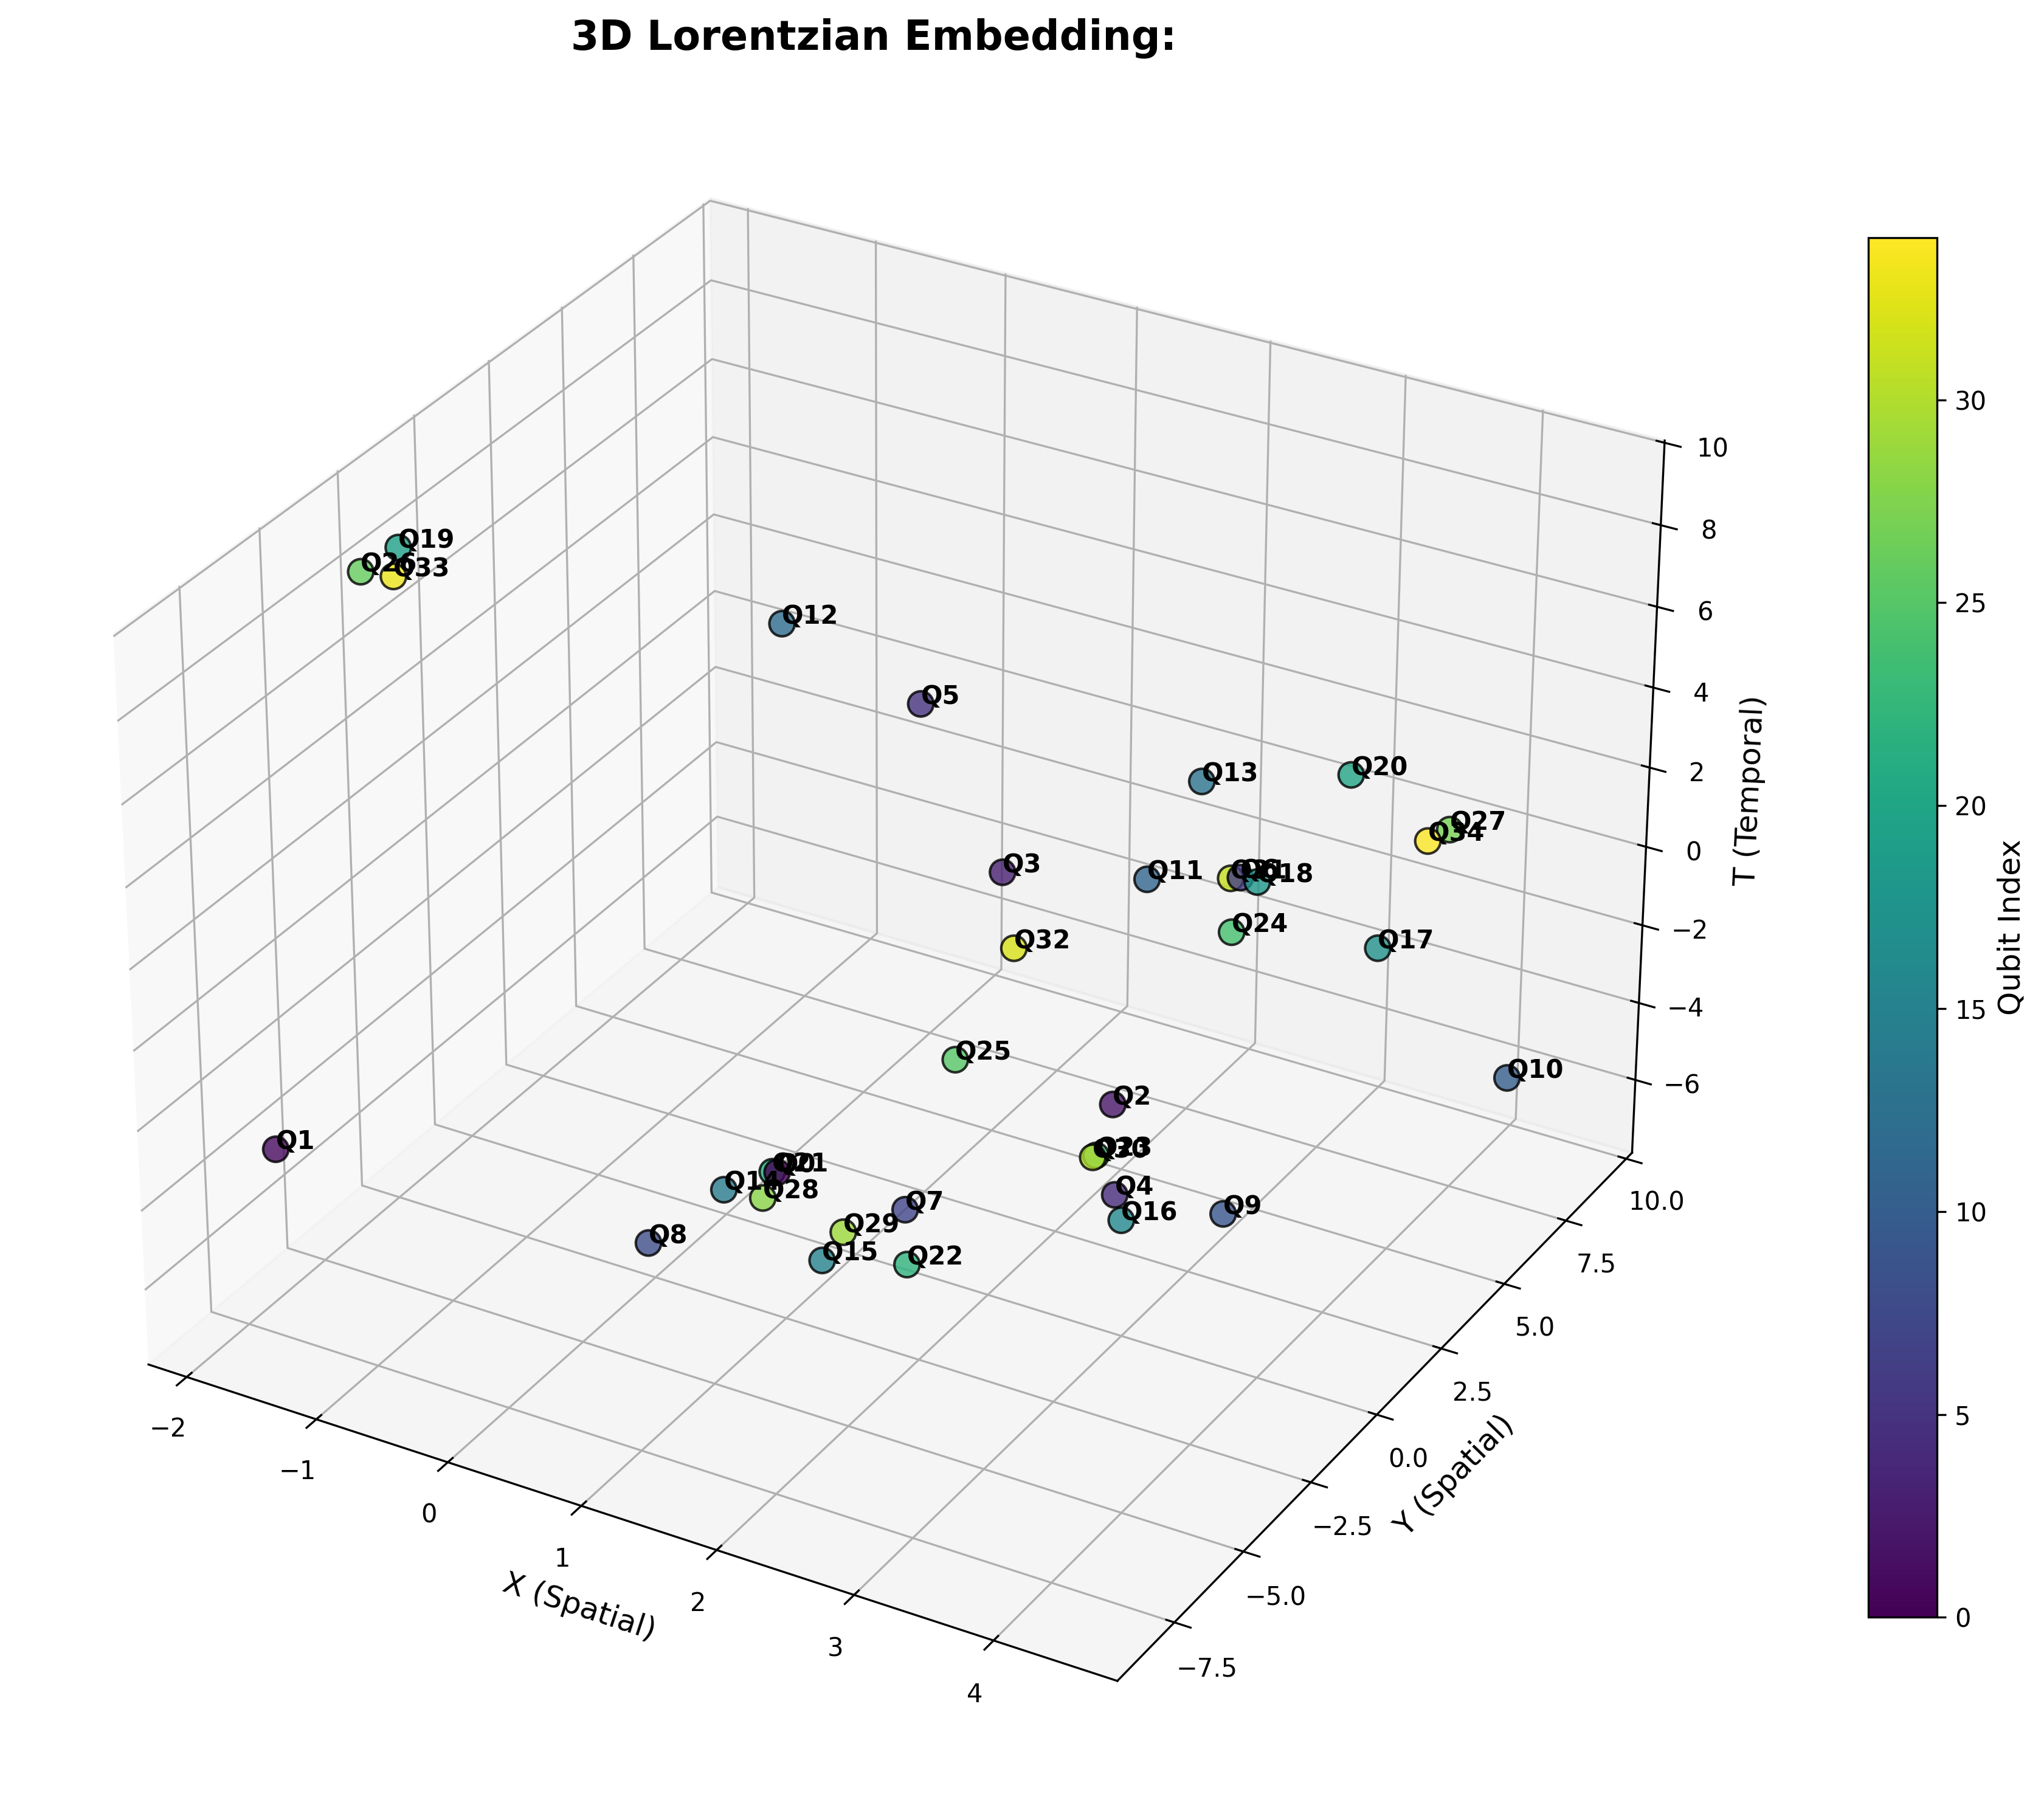 3D Lorentzian Embedding:
Q19
Q33
Q12
Q5
Q13
Q20
Q27
Q34
Q3
Q11
Q18
Q24
Q32
Q17
Q25
Q10
Q2
Q1
Q30
Q14
Q28
Q4
Q7
Q16
Q9
Q29
Q8
Q15
Q22
10
8
6
4
2
0
−2
−4
−6
T (Temporal)
10.0
7.5
5.0
2.5
0.0
−2.5
−5.0
−7.5
Y (Spatial)
−2
−1
0
1
2
3
4
X (Spatial)
30
25
20
15
10
5
0
Qubit Index